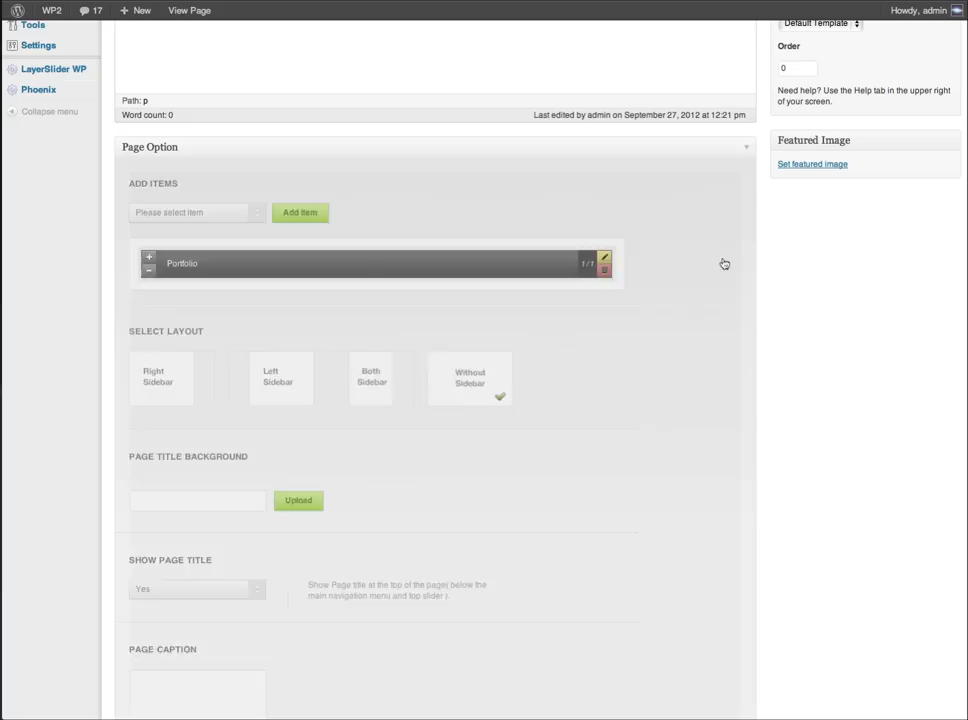 WP2
17
+ New
View Page
Howdy, admin
Tools
Settings
LayerSlider WP
Phoenix
Collapse menu
Path: p
Word count: 0
Last edited by admin on September 27, 2012 at 12:21 pm
Default Template
Order
0
Need help? Use the Help tab in the upper right
of your screen.
Featured Image
Set featured image
Page Option
ADD ITEMS
Please select item
Add Item
+
−
Portfolio
1/1
SELECT LAYOUT
Right
Sidebar
Left
Sidebar
Both
Sidebar
Without
Sidebar
PAGE TITLE BACKGROUND
Upload
SHOW PAGE TITLE
Yes
Show Page title at the top of the page( below the
main navigation menu and top slider ).
PAGE CAPTION